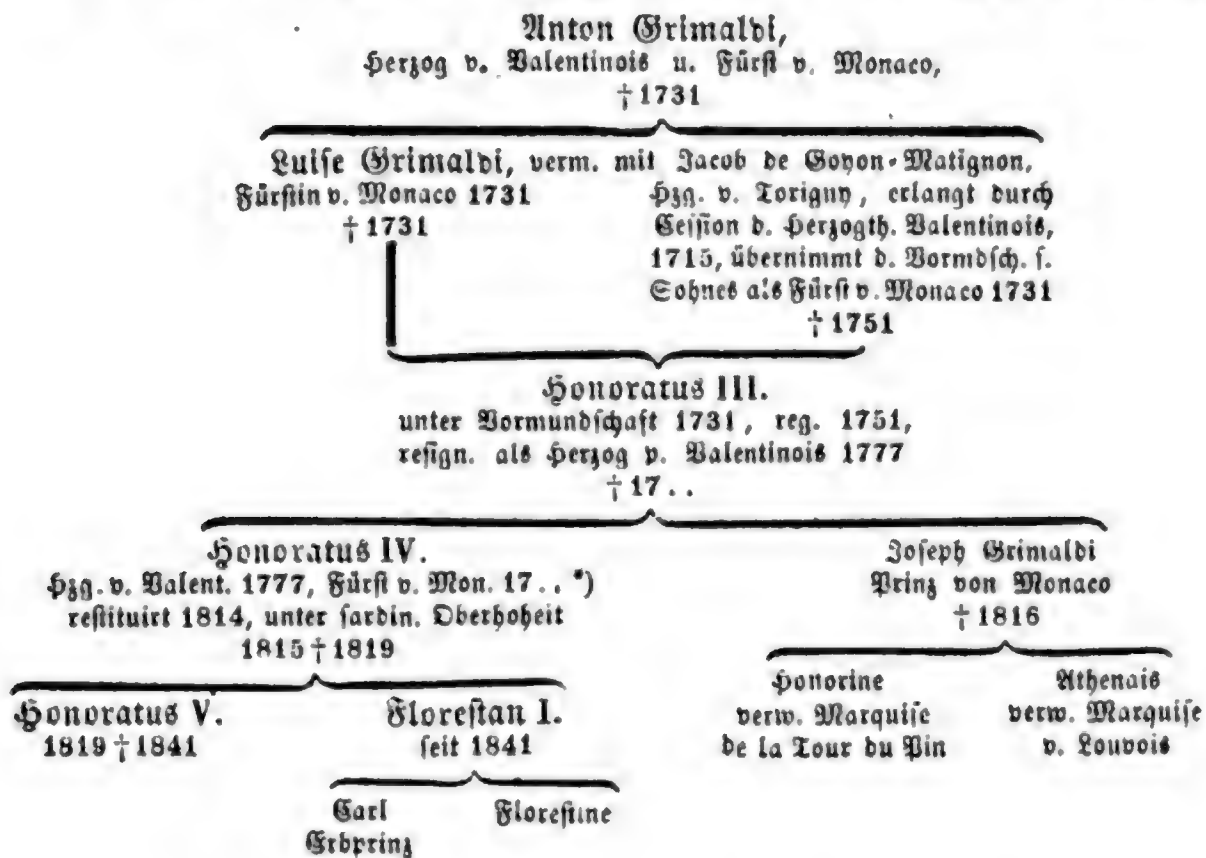 Anton Grimaldi,
Herzog v. Valentinois u. Fürst v. Monaco,
† 1731
Luise Grimaldi, verm. mit Jacob de Goyon-Matignon,
Fürstin v. Monaco 1731
† 1731
Hzg. v. Torigny, erlangt durch
Cession d. Herzogth. Valentinois,
1715, übernimmt d. Vormdsch. s.
Sohnes als Fürst v. Monaco 1731
† 1751
Honoratus III.
unter Vormundschaft 1731, reg. 1751,
resign. als Herzog v. Valentinois 1777
† 17..
Honoratus IV.
Hzg. v. Valent. 1777, Fürst v. Mon. 17.. *)
restituirt 1814, unter sardin. Oberhoheit
1815 † 1819
Joseph Grimaldi
Prinz von Monaco
† 1816
Honoratus V.
1819 † 1841
Florestan I.
seit 1841
Honorine
verw. Marquise
de la Tour du Pin
Athenais
verw. Marquise
v. Louvois
Carl
Erbprinz
Florestine